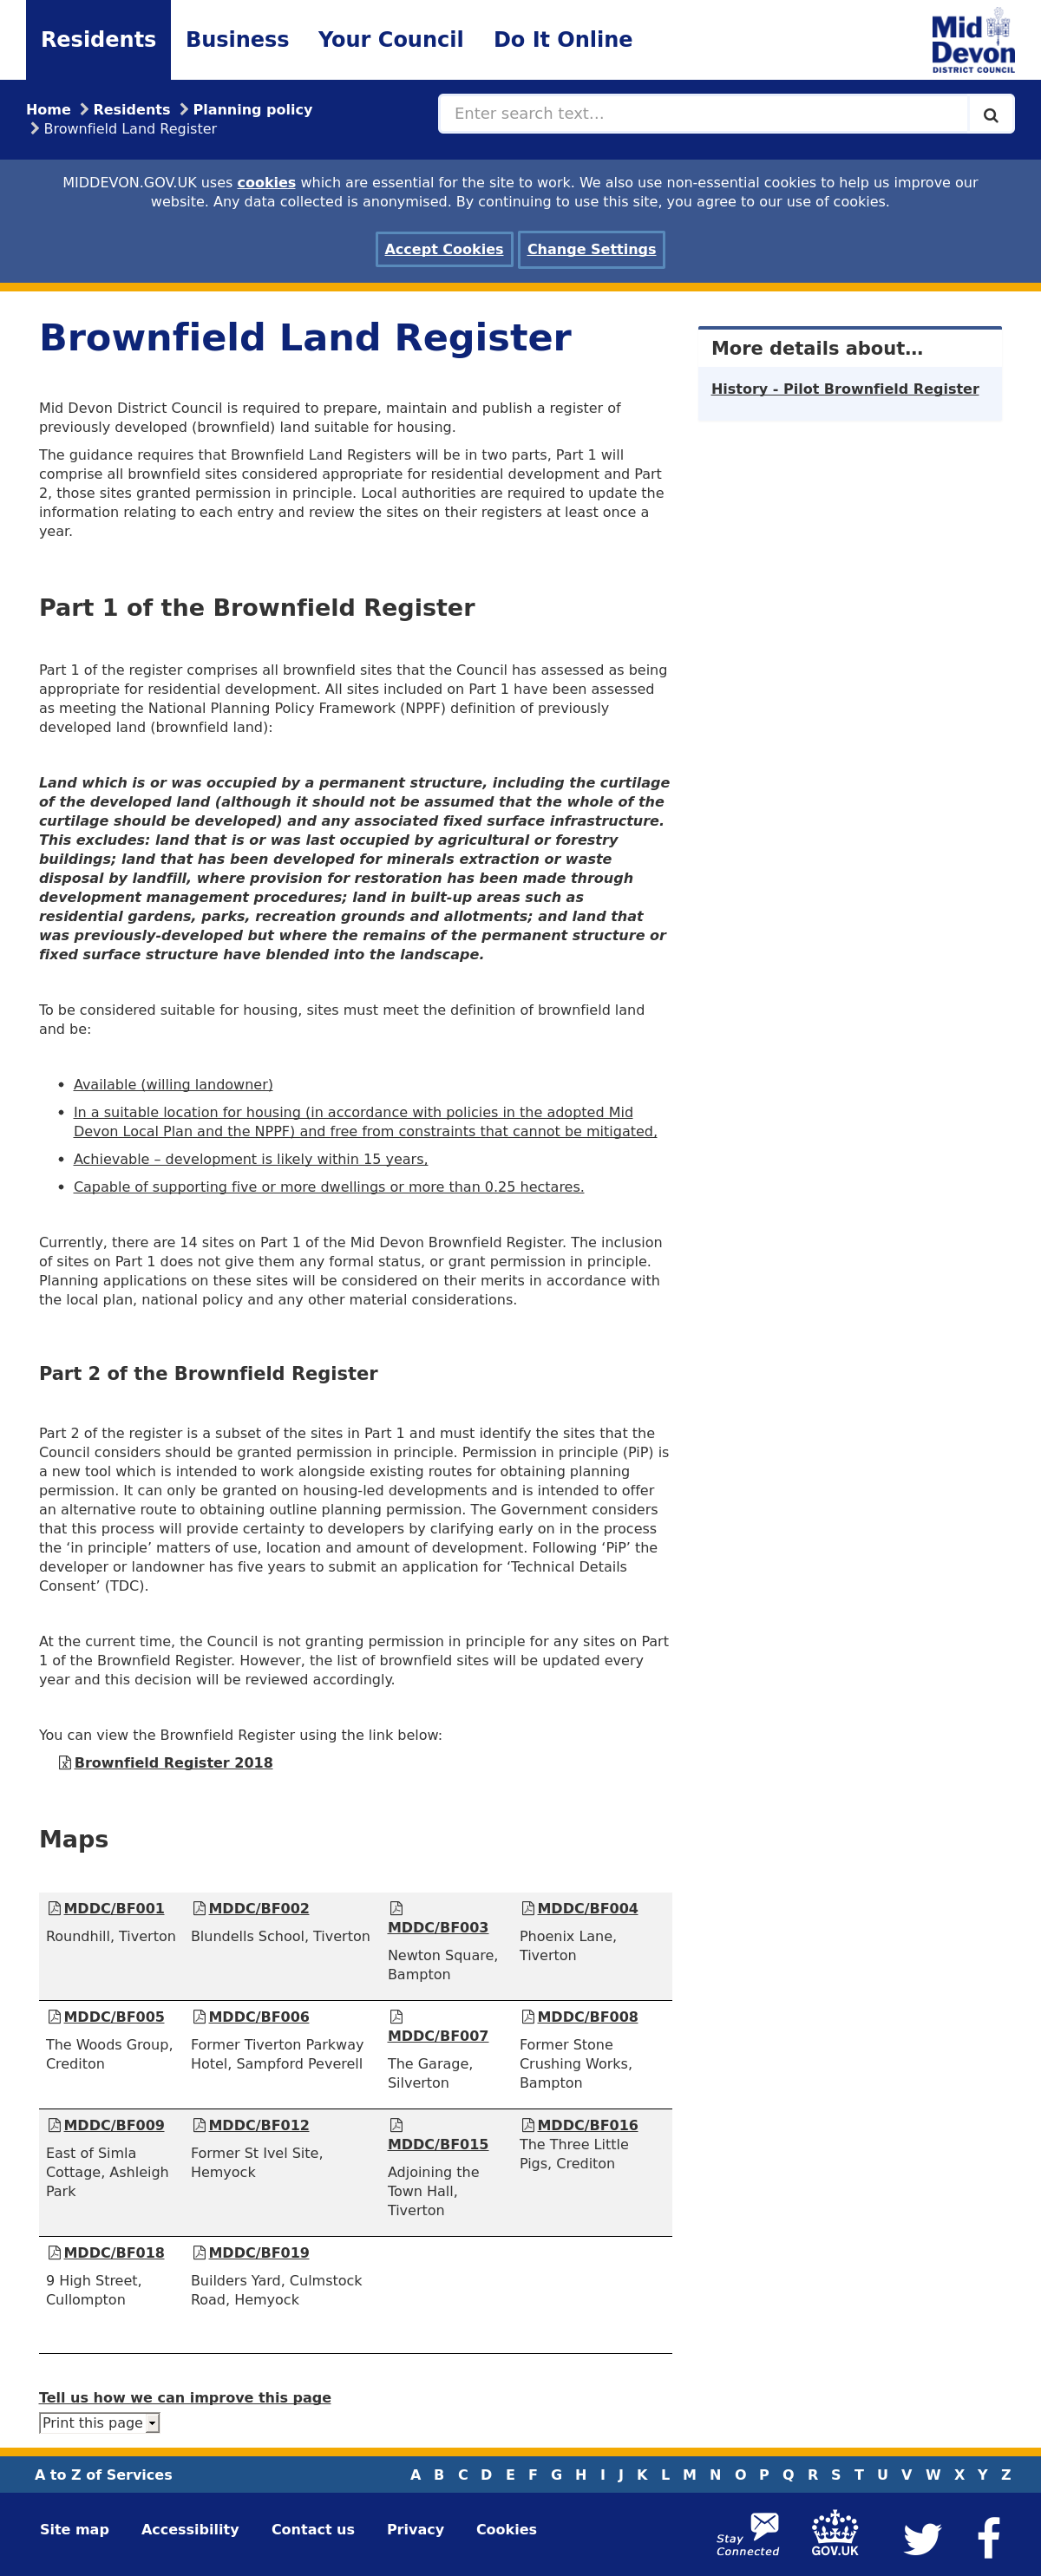 Residents Business Your Council Do It Online
Mid
Devon
DISTRICT COUNCIL
Home Residents Planning policy
Brownfield Land Register
Enter search text...
MIDDEVON.GOV.UK uses cookies which are essential for the site to work. We also use non-essential cookies to help us improve our
website. Any data collected is anonymised. By continuing to use this site, you agree to our use of cookies.
Accept Cookies Change Settings
Brownfield Land Register
Mid Devon District Council is required to prepare, maintain and publish a register of
previously developed (brownfield) land suitable for housing.
The guidance requires that Brownfield Land Registers will be in two parts, Part 1 will
comprise all brownfield sites considered appropriate for residential development and Part
2, those sites granted permission in principle. Local authorities are required to update the
information relating to each entry and review the sites on their registers at least once a
year.
More details about...
History - Pilot Brownfield Register
Part 1 of the Brownfield Register
Part 1 of the register comprises all brownfield sites that the Council has assessed as being
appropriate for residential development. All sites included on Part 1 have been assessed
as meeting the National Planning Policy Framework (NPPF) definition of previously
developed land (brownfield land):
Land which is or was occupied by a permanent structure, including the curtilage
of the developed land (although it should not be assumed that the whole of the
curtilage should be developed) and any associated fixed surface infrastructure.
This excludes: land that is or was last occupied by agricultural or forestry
buildings; land that has been developed for minerals extraction or waste
disposal by landfill, where provision for restoration has been made through
development management procedures; land in built-up areas such as
residential gardens, parks, recreation grounds and allotments; and land that
was previously-developed but where the remains of the permanent structure or
fixed surface structure have blended into the landscape.
To be considered suitable for housing, sites must meet the definition of brownfield land
and be:
• Available (willing landowner)
• In a suitable location for housing (in accordance with policies in the adopted Mid
Devon Local Plan and the NPPF) and free from constraints that cannot be mitigated,
• Achievable – development is likely within 15 years,
• Capable of supporting five or more dwellings or more than 0.25 hectares.
Currently, there are 14 sites on Part 1 of the Mid Devon Brownfield Register. The inclusion
of sites on Part 1 does not give them any formal status, or grant permission in principle.
Planning applications on these sites will be considered on their merits in accordance with
the local plan, national policy and any other material considerations.
Part 2 of the Brownfield Register
Part 2 of the register is a subset of the sites in Part 1 and must identify the sites that the
Council considers should be granted permission in principle. Permission in principle (PiP) is
a new tool which is intended to work alongside existing routes for obtaining planning
permission. It can only be granted on housing-led developments and is intended to offer
an alternative route to obtaining outline planning permission. The Government considers
that this process will provide certainty to developers by clarifying early on in the process
the ‘in principle’ matters of use, location and amount of development. Following ‘PiP’ the
developer or landowner has five years to submit an application for ‘Technical Details
Consent’ (TDC).
At the current time, the Council is not granting permission in principle for any sites on Part
1 of the Brownfield Register. However, the list of brownfield sites will be updated every
year and this decision will be reviewed accordingly.
You can view the Brownfield Register using the link below:
Brownfield Register 2018
Maps
MDDC/BF001
Roundhill, Tiverton
MDDC/BF002
Blundells School, Tiverton
MDDC/BF003
Newton Square,
Bampton
MDDC/BF004
Phoenix Lane,
Tiverton
MDDC/BF005
The Woods Group,
Crediton
MDDC/BF006
Former Tiverton Parkway
Hotel, Sampford Peverell
MDDC/BF007
The Garage,
Silverton
MDDC/BF008
Former Stone
Crushing Works,
Bampton
MDDC/BF009
East of Simla
Cottage, Ashleigh
Park
MDDC/BF012
Former St Ivel Site,
Hemyock
MDDC/BF015
Adjoining the
Town Hall,
Tiverton
MDDC/BF016
The Three Little
Pigs, Crediton
MDDC/BF018
9 High Street,
Cullompton
MDDC/BF019
Builders Yard, Culmstock
Road, Hemyock
Tell us how we can improve this page
Print this page
A to Z of Services A B C D E F G H I J K L M N O P Q R S T U V W X Y Z
Site map Accessibility Contact us Privacy Cookies
Stay
Connected
GOV.UK